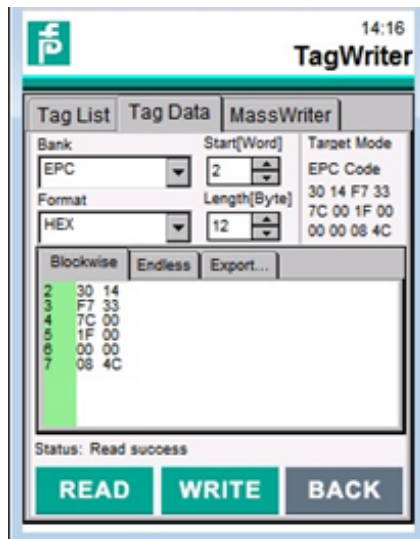 14:16
TagWriter
Tag List Tag Data MassWriter
Bank Start[Word] Target Mode
EPC 2 EPC Code
Format Length[Byte] 30 14 F7 33
HEX 12 7C 00 1F 00
00 00 08 4C
Blockwise Endless Export...
2 30 14
3 F7 33
4 7C 00
5 1F 00
6 00 00
7 08 4C
Status: Read success
READ WRITE BACK